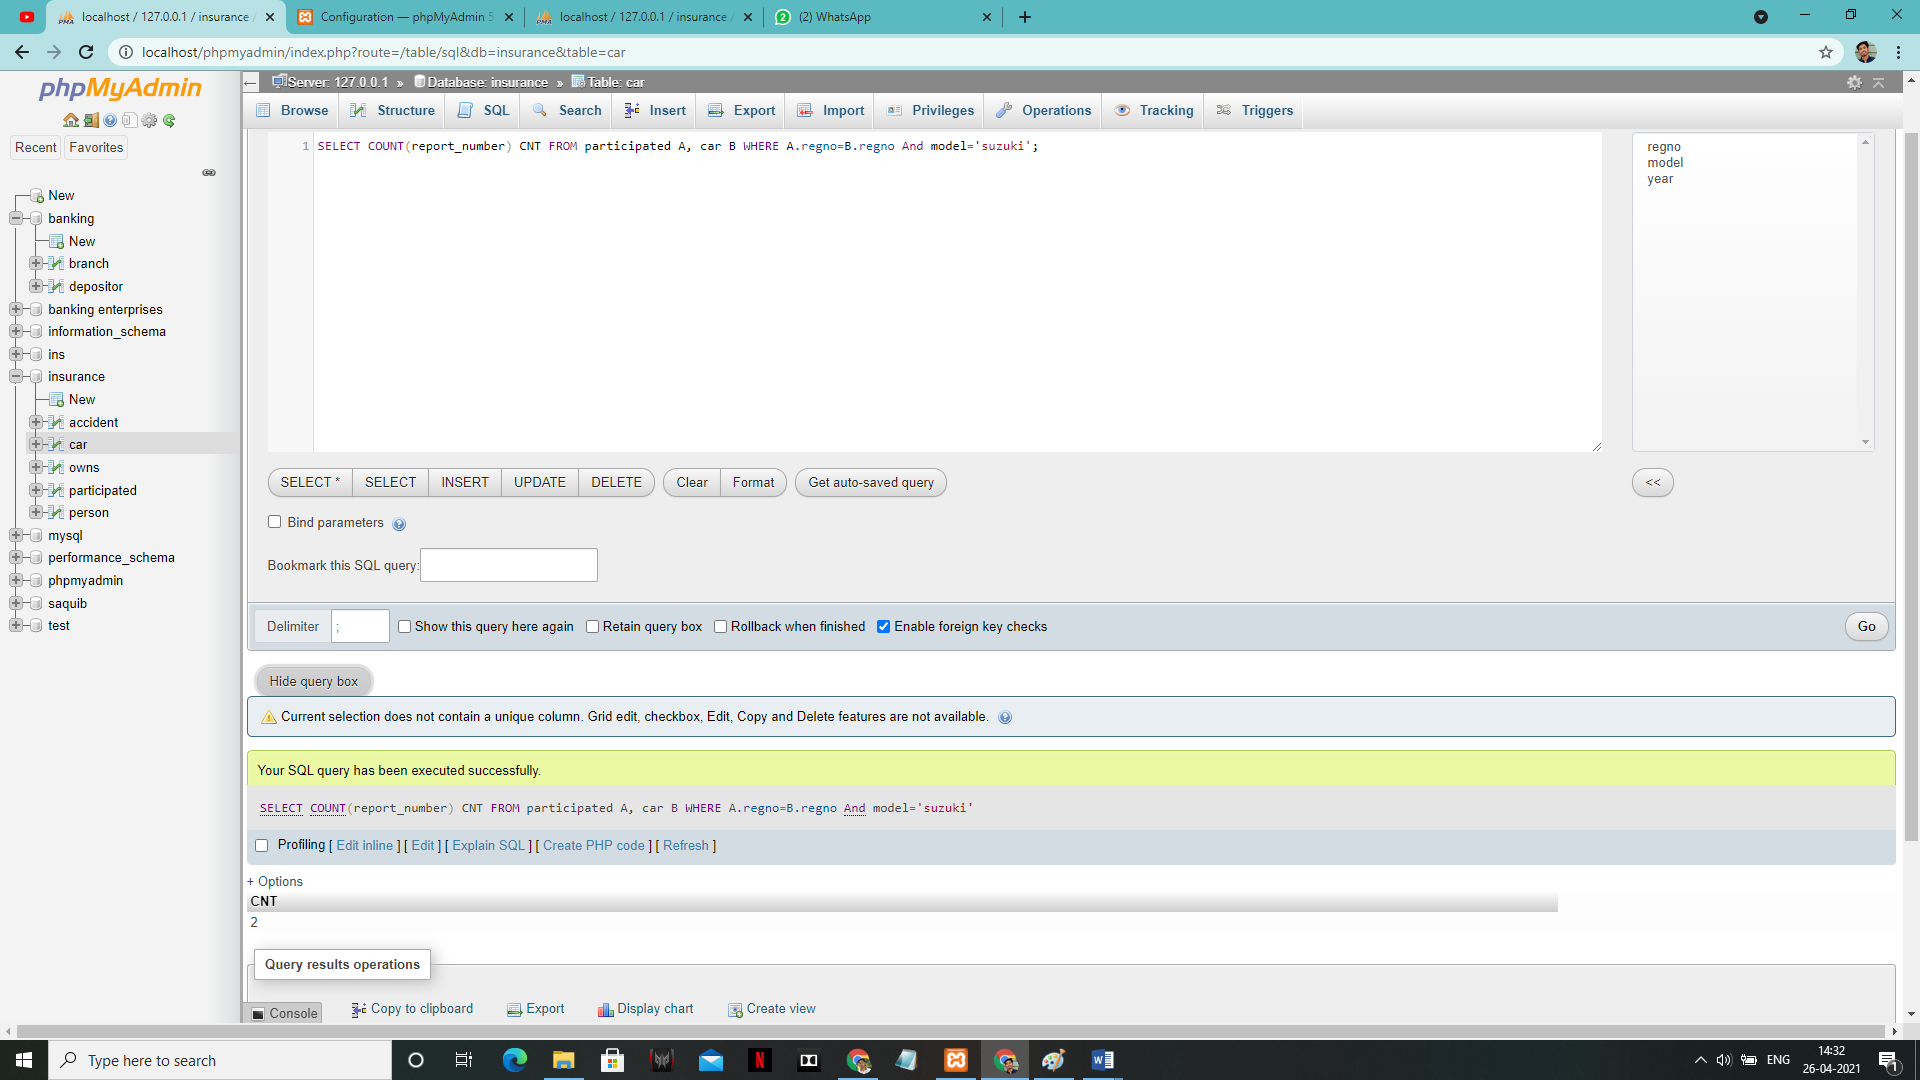 localhost / 127.0.0.1 / insurance
Configuration — phpMyAdmin 5
localhost / 127.0.0.1 / insurance
(2) WhatsApp
localhost/phpmyadmin/index.php?route=/table/sql&db=insurance&table=car
phpMyAdmin
Recent Favorites
New
banking
New
branch
depositor
banking enterprises
information_schema
ins
insurance
New
accident
car
owns
participated
person
mysql
performance_schema
phpmyadmin
saquib
test
Server: 127.0.0.1 » Database: insurance » Table: car
Browse Structure SQL Search Insert Export Import Privileges Operations Tracking Triggers
1 SELECT COUNT(report_number) CNT FROM participated A, car B WHERE A.regno=B.regno And model='suzuki';
regno
model
year
SELECT * SELECT INSERT UPDATE DELETE Clear Format Get auto-saved query <<
Bind parameters
Bookmark this SQL query:
Delimiter ; Show this query here again Retain query box Rollback when finished Enable foreign key checks Go
Hide query box
Current selection does not contain a unique column. Grid edit, checkbox, Edit, Copy and Delete features are not available.
Your SQL query has been executed successfully.
SELECT COUNT(report_number) CNT FROM participated A, car B WHERE A.regno=B.regno And model='suzuki'
Profiling [ Edit inline ] [ Edit ] [ Explain SQL ] [ Create PHP code ] [ Refresh ]
+ Options
CNT
2
Query results operations
Console Copy to clipboard Export Display chart Create view
Type here to search
ENG
14:32
26-04-2021
1